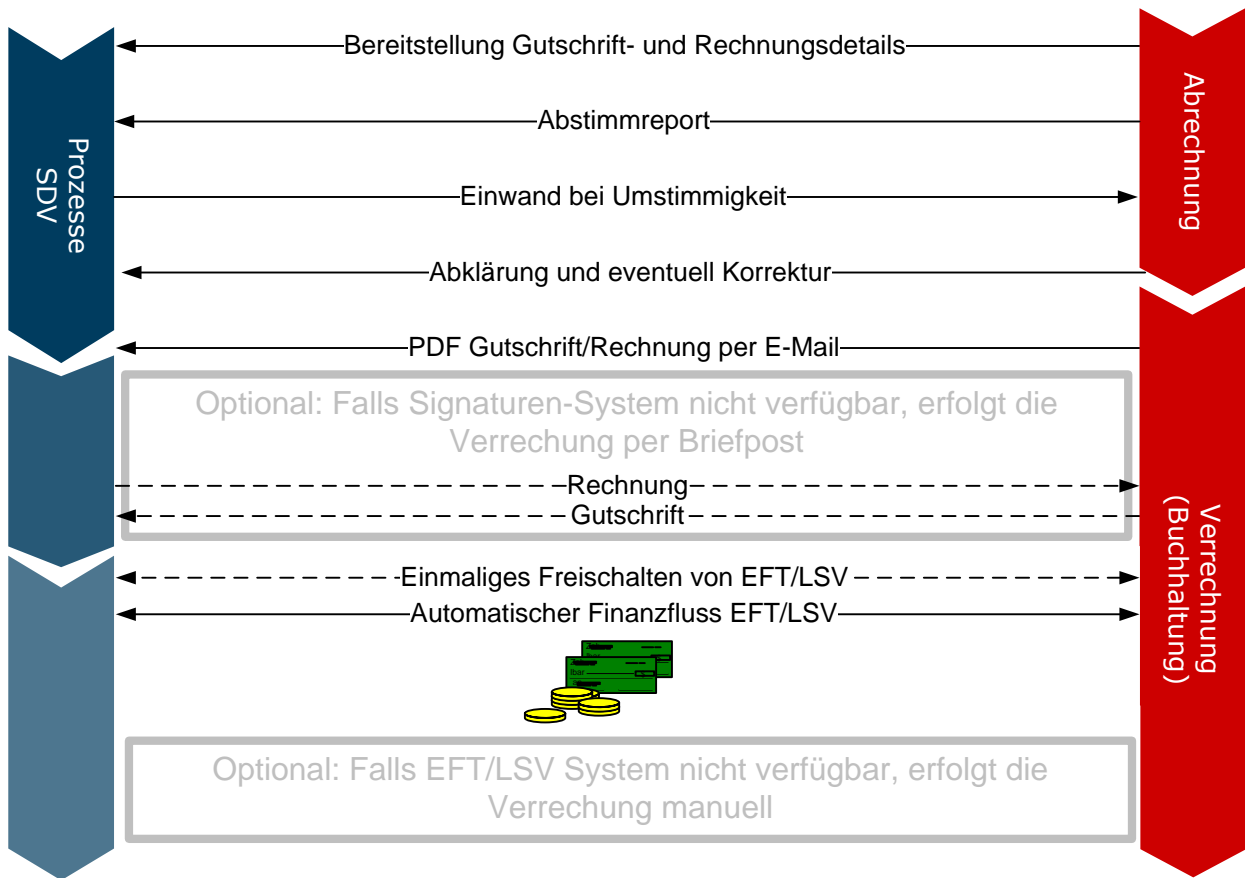 Bereitstellung Gutschrift- und Rechnungsdetails
Abstimmreport
Einwand bei Umstimmigkeit
Abklärung und eventuell Korrektur
PDF Gutschrift/Rechnung per E-Mail
Prozesse
SDV
Abrechnung
Optional: Falls Signaturen-System nicht verfügbar, erfolgt die
Verrechung per Briefpost
Rechnung
Gutschrift
Einmaliges Freischalten von EFT/LSV
Automatischer Finanzfluss EFT/LSV
Verrechnung
(Buchhaltung)
Optional: Falls EFT/LSV System nicht verfügbar, erfolgt die
Verrechung manuell